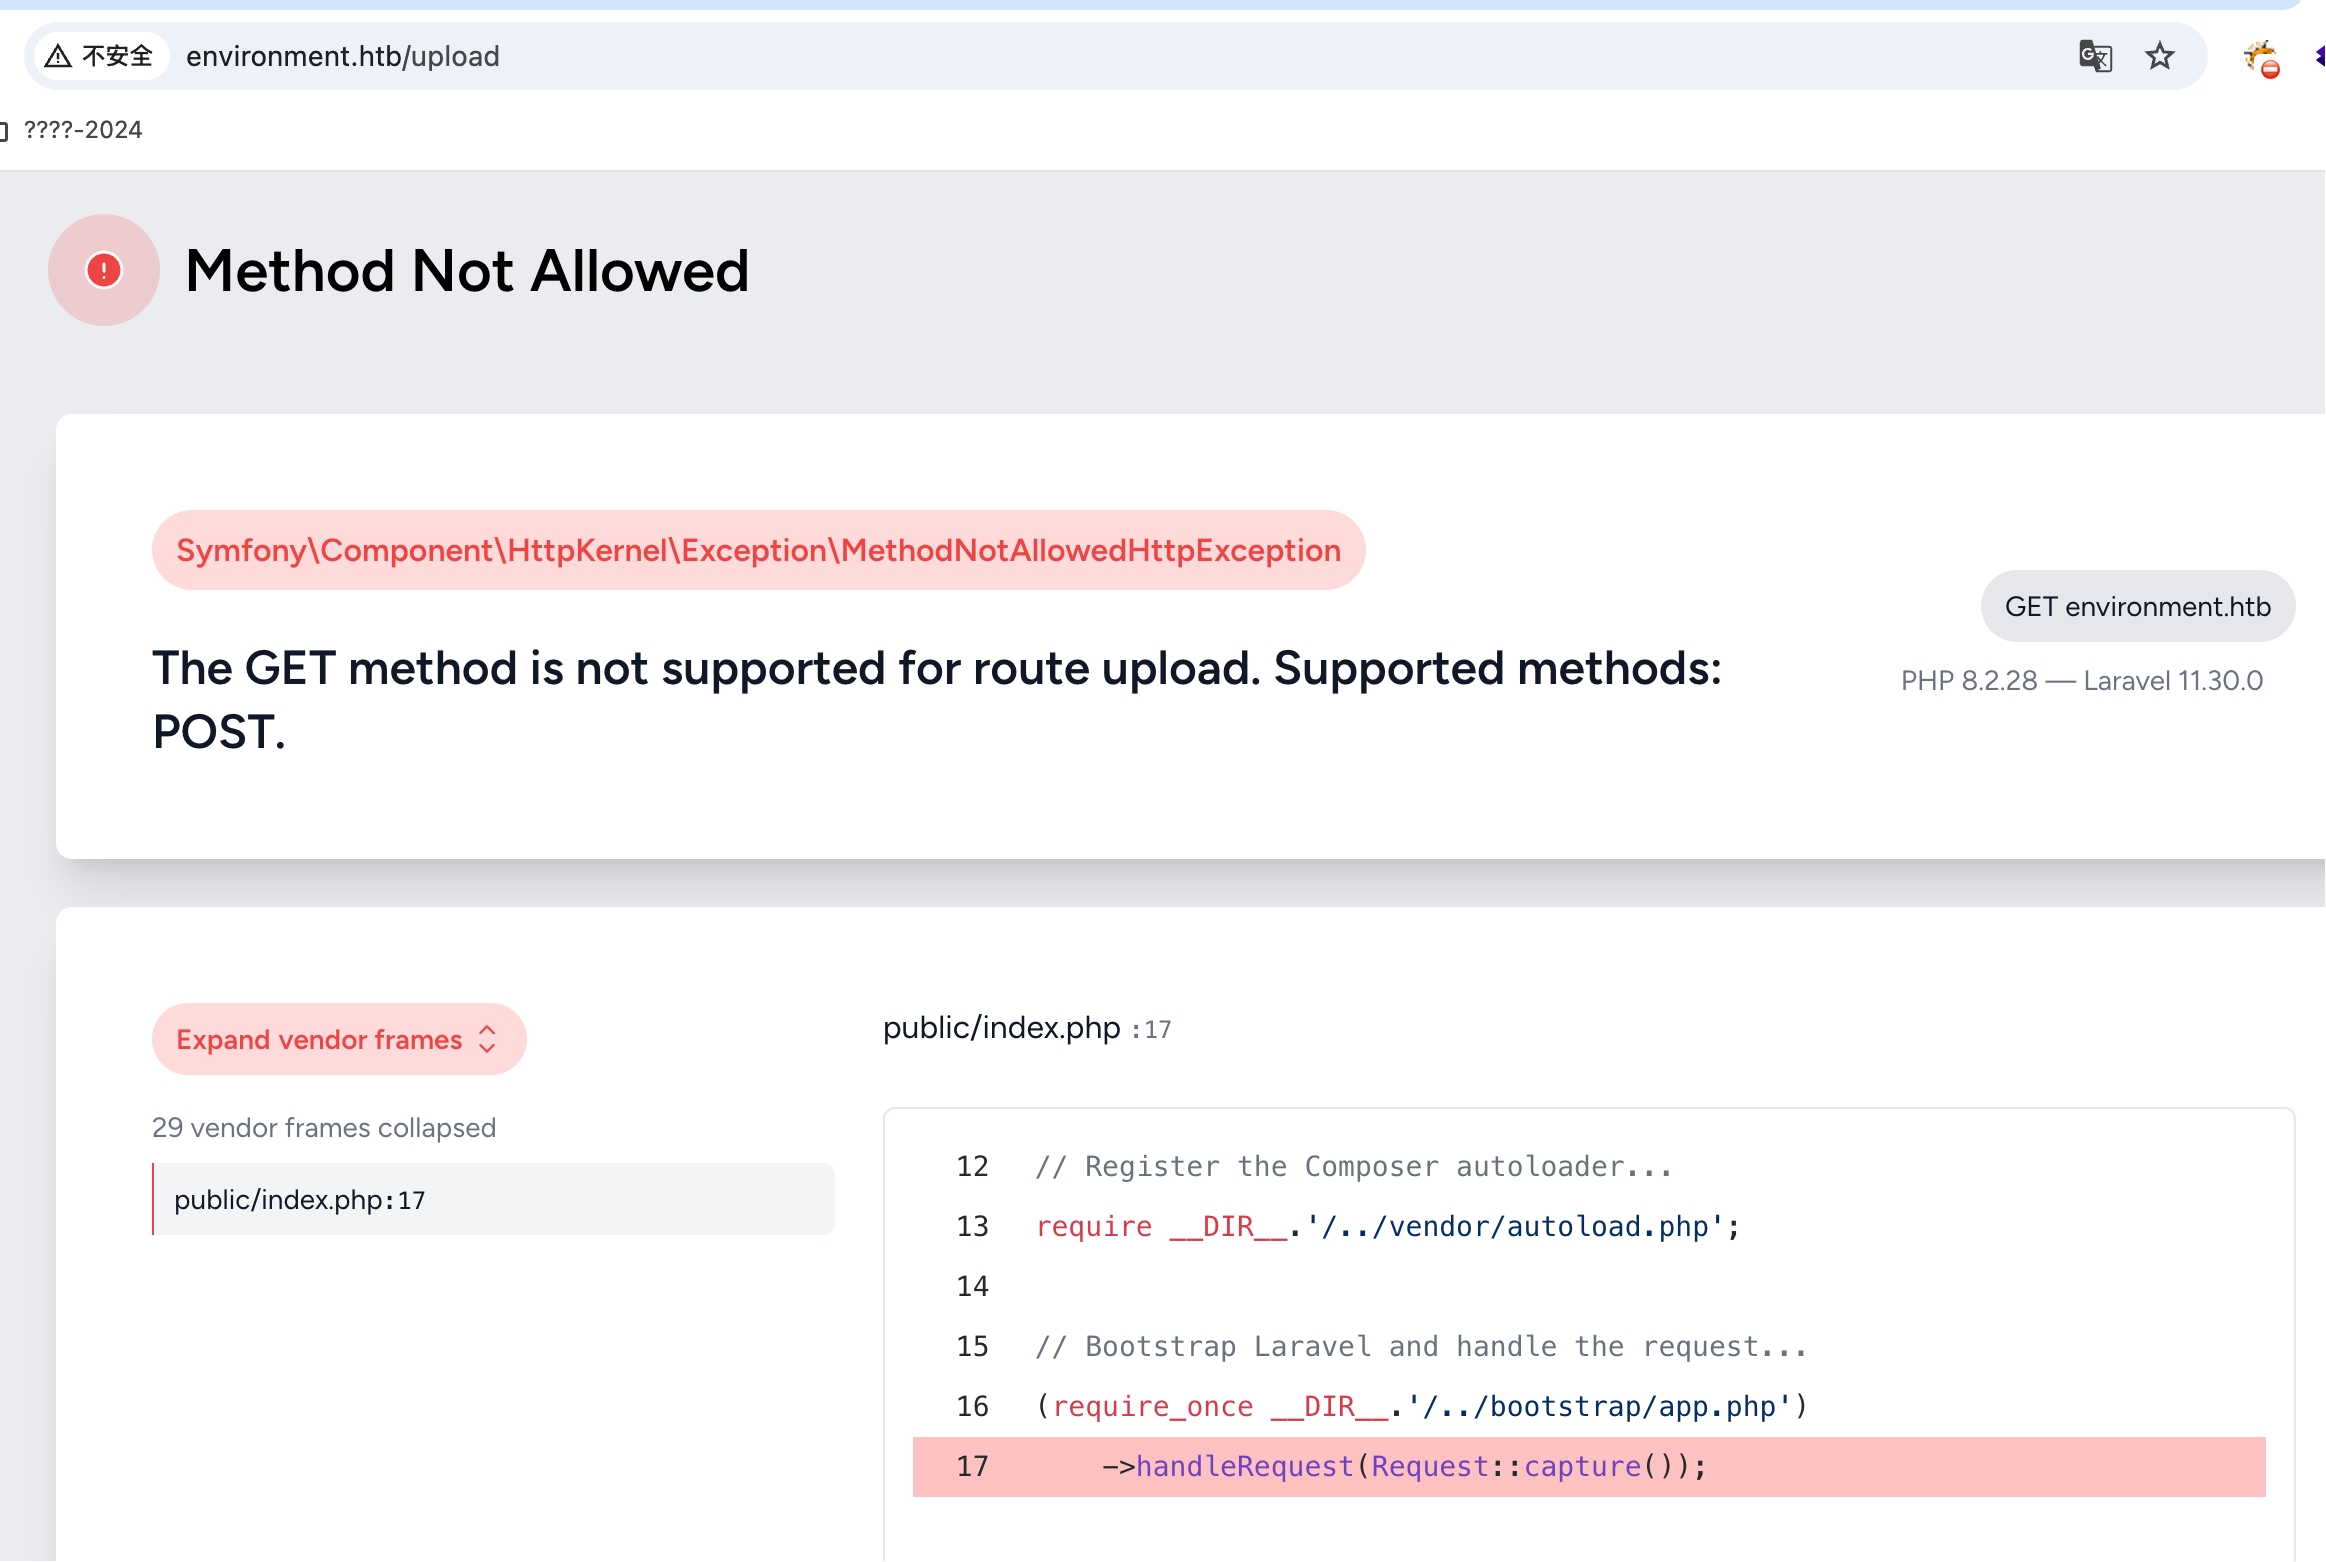 不安全 environment.htb/upload
????-2024
Method Not Allowed
Symfony\Component\HttpKernel\Exception\MethodNotAllowedHttpException
GET environment.htb
The GET method is not supported for route upload. Supported methods:
POST.
PHP 8.2.28 — Laravel 11.30.0
Expand vendor frames
public/index.php :17
29 vendor frames collapsed
public/index.php:17
12 // Register the Composer autoloader...
13 require __DIR__.'/../vendor/autoload.php';
14
15 // Bootstrap Laravel and handle the request...
16 (require_once __DIR__.'/../bootstrap/app.php')
17 ->handleRequest(Request::capture());